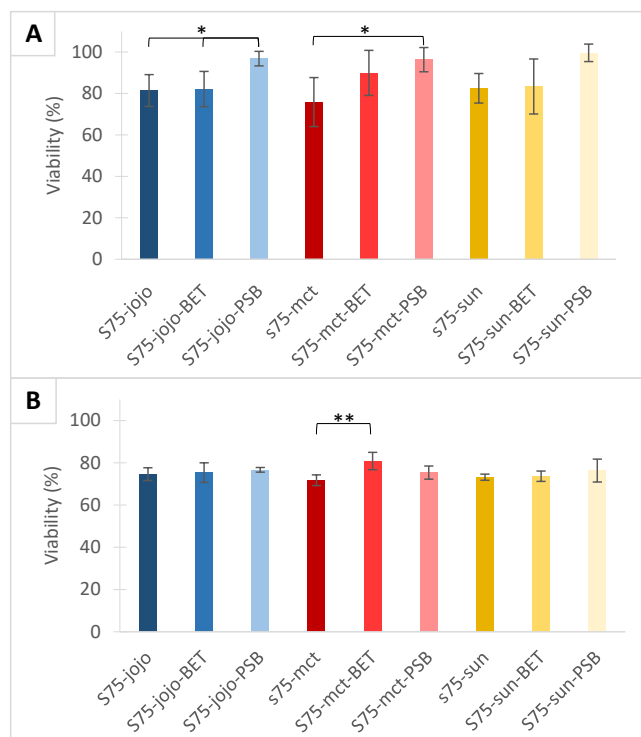 A
*
*
100
80
60
40
20
0
Viability (%)
S75-jojo
S75-jojo-BET
S75-jojo-PSB
s75-mct
S75-mct-BET
S75-mct-PSB
s75-sun
S75-sun-BET
S75-sun-PSB
B
**
100
80
60
40
20
0
Viability (%)
S75-jojo
S75-jojo-BET
S75-jojo-PSB
s75-mct
S75-mct-BET
S75-mct-PSB
s75-sun
S75-sun-BET
S75-sun-PSB